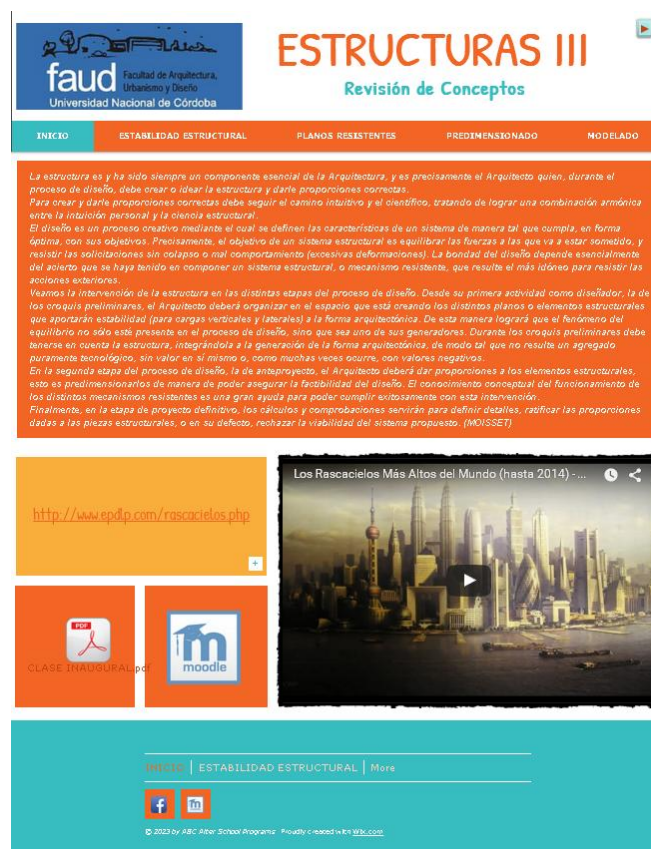 faud
Facultad de Arquitectura,
Urbanismo y Diseño
Universidad Nacional de Córdoba
ESTRUCTURAS III
Revisión de Conceptos
INICIO ESTABILIDAD ESTRUCTURAL PLANOS RESISTENTES PREDIMENSIONADO MODELADO
La estructura es y ha sido siempre un componente esencial de la Arquitectura, y es precisamente el Arquitecto quien, durante el
proceso de diseño, debe crear o idear la estructura y darle proporciones correctas.
Para crear y darle proporciones correctas debe seguir el camino intuitivo y el científico, tratando de lograr una combinación armónica
entre la intuición personal y la ciencia estructural.
El diseño es un proceso creativo mediante el cual se definen las características de un sistema de manera tal que cumpla, en forma
óptima, con sus objetivos. Precisamente, el objetivo de un sistema estructural es equilibrar las fuerzas a las que va a estar sometido, y
resistir las solicitaciones sin colapso o mal comportamiento (excesivas deformaciones). La bondad del diseño depende esencialmente
del acierto que se haya tenido en componer un sistema estructural, o mecanismo resistente, que resulte el más idóneo para resistir las
acciones exteriores.
Veamos la intervención de la estructura en las distintas etapas del proceso de diseño. Desde su primera actividad como diseñador, la de
los croquis preliminares, el Arquitecto deberá organizar en el espacio que está creando los distintos planos o elementos estructurales
que aportarán estabilidad (para cargas verticales y laterales) a la forma arquitectónica. De esta manera logrará que el fenómeno del
equilibrio no sólo esté presente en el proceso de diseño, sino que sea uno de sus generadores. Durante los croquis preliminares debe
tenerse en cuenta la estructura, integrándola a la generación de la forma arquitectónica, de modo tal que no resulte un agregado
puramente tecnológico, sin valor en sí mismo o, como muchas veces ocurre, con valores negativos.
En la segunda etapa del proceso de diseño, la de anteproyecto, el Arquitecto deberá dar proporciones a los elementos estructurales,
esto es predimensionarlos de manera de poder asegurar la factibilidad del diseño. El conocimiento conceptual del funcionamiento de
los distintos mecanismos resistentes es una gran ayuda para poder cumplir exitosamente con esta intervención.
Finalmente, en la etapa de proyecto definitivo, los cálculos y comprobaciones servirán para definir detalles, ratificar las proporciones
dadas a las piezas estructurales, o en su defecto, rechazar la viabilidad del sistema propuesto. (MOISSET)
http://www.epdlp.com/rascacielos.php
Los Rascacielos Más Altos del Mundo (hasta 2014) - ...
PDF
CLASE INAUGURAL.pdf
m
moodle
INICIO | ESTABILIDAD ESTRUCTURAL | More
f m
© 2023 by ABC After School Programs Proudly created with Wix.com